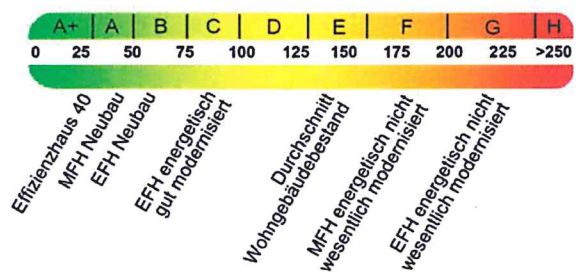 A+ A B C D E F G H
0 25 50 75 100 125 150 175 200 225 >250
Effizienzhaus 40
MFH Neubau
EFH Neubau
EFH energetisch
gut modernisiert
Durchschnitt
Wohngebäudebestand
MFH energetisch nicht
wesentlich modernisiert
EFH energetisch nicht
wesentlich modernisiert